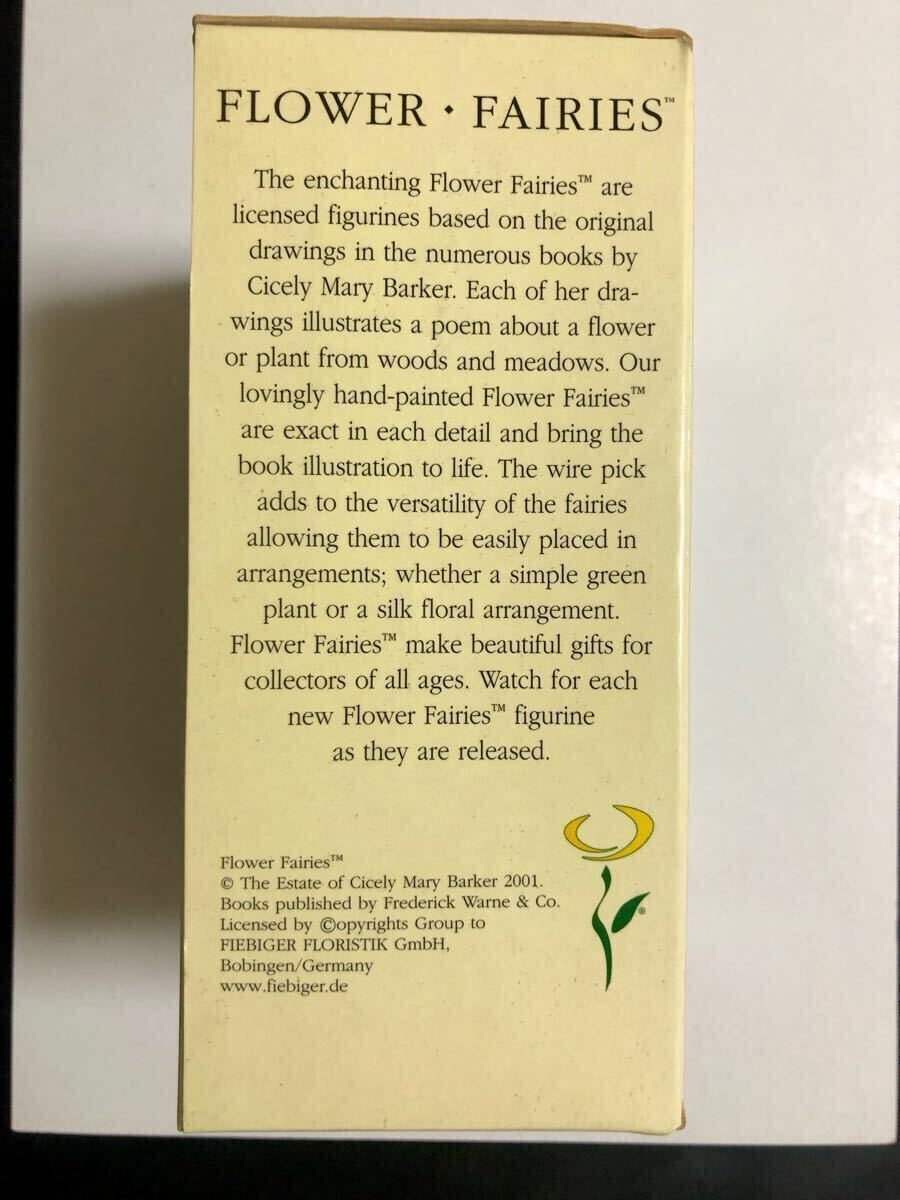 FLOWER • FAIRIES™
The enchanting Flower Fairies™ are
licensed figurines based on the original
drawings in the numerous books by
Cicely Mary Barker. Each of her dra-
wings illustrates a poem about a flower
or plant from woods and meadows. Our
lovingly hand-painted Flower Fairies™
are exact in each detail and bring the
book illustration to life. The wire pick
adds to the versatility of the fairies
allowing them to be easily placed in
arrangements; whether a simple green
plant or a silk floral arrangement.
Flower Fairies™ make beautiful gifts for
collectors of all ages. Watch for each
new Flower Fairies™ figurine
as they are released.
Flower Fairies™
© The Estate of Cicely Mary Barker 2001.
Books published by Frederick Warne & Co.
Licensed by ©opyrights Group to
FIEBIGER FLORISTIK GmbH,
Bobingen/Germany
www.fiebiger.de
®